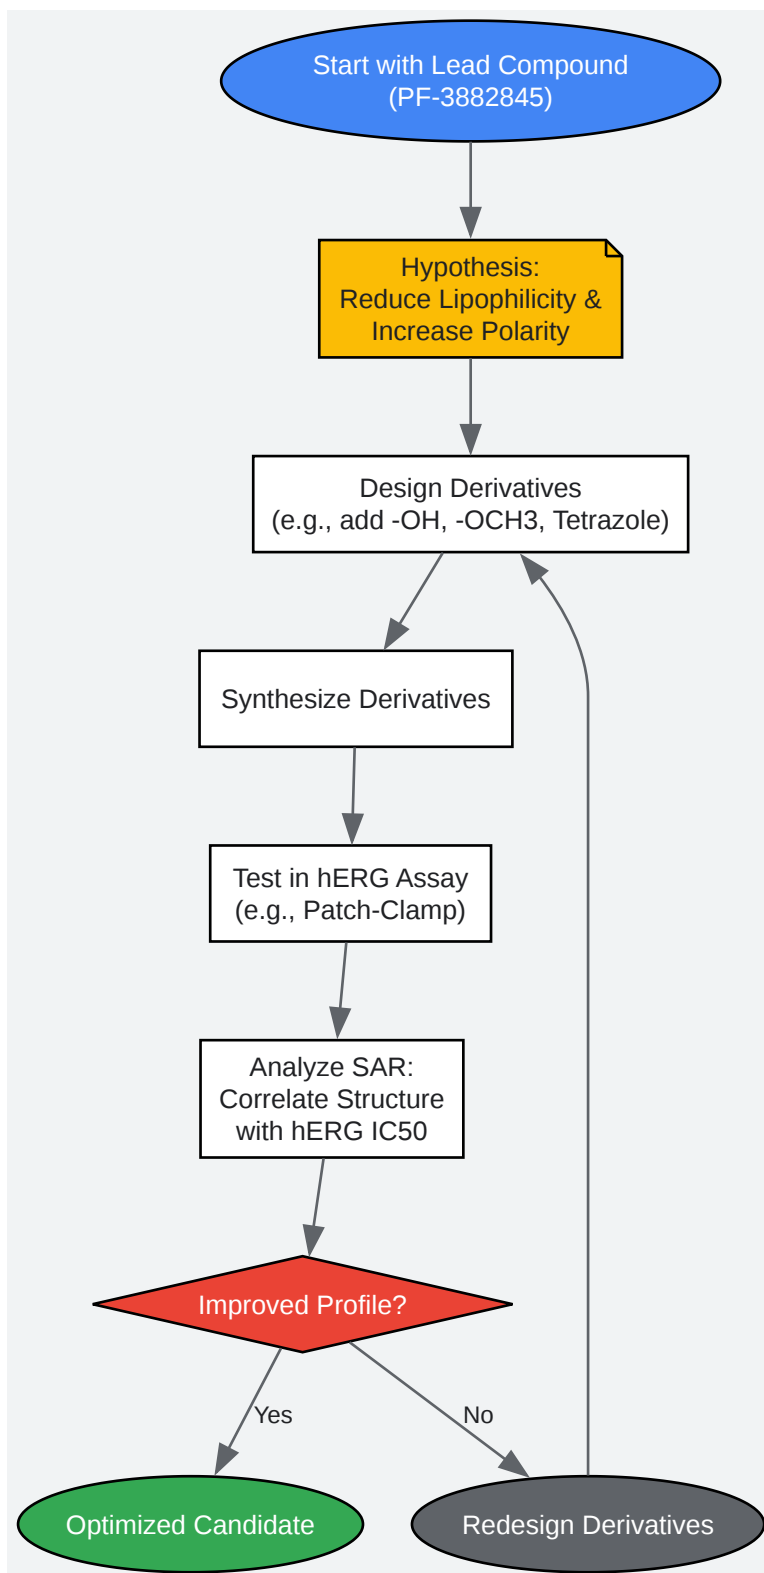 Start with Lead Compound
(PF-3882845)
Hypothesis:
Reduce Lipophilicity &
Increase Polarity
Design Derivatives
(e.g., add -OH, -OCH3, Tetrazole)
Synthesize Derivatives
Test in hERG Assay
(e.g., Patch-Clamp)
Analyze SAR:
Correlate Structure
with hERG IC50
Improved Profile?
Yes
No
Optimized Candidate
Redesign Derivatives